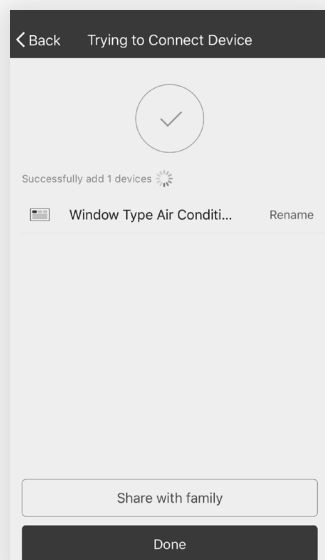 Back Trying to Connect Device
Successfully add 1 devices
Window Type Air Conditi... Rename
Share with family
Done